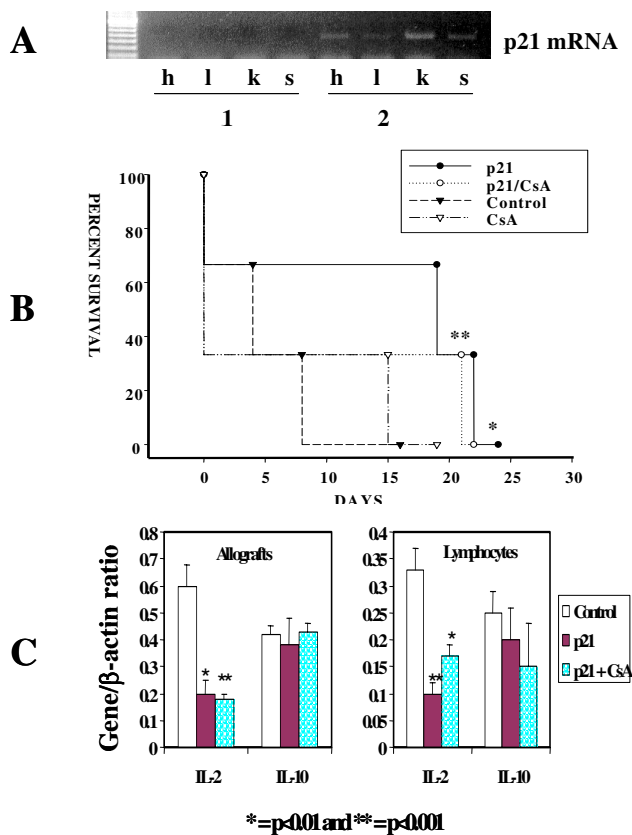 A
p21 mRNA
h l k s h l k s
1 2
B
PERCENT SURVIVAL
100
80
60
40
20
0
p21
p21/CsA
Control
CsA
**
*
0 5 10 15 20 25 30
DAYS
C
Gene/β-actin ratio
0.8
0.7
0.6
0.5
0.4
0.3
0.2
0.1
0
Allografts
* **
IL-2 IL-10
0.4
0.35
0.3
0.25
0.2
0.15
0.1
0.05
0
Lymphocytes
*
**
IL-2 IL-10
Control
p21
p21 + CsA
*=p<0.01 and **=p<0.001